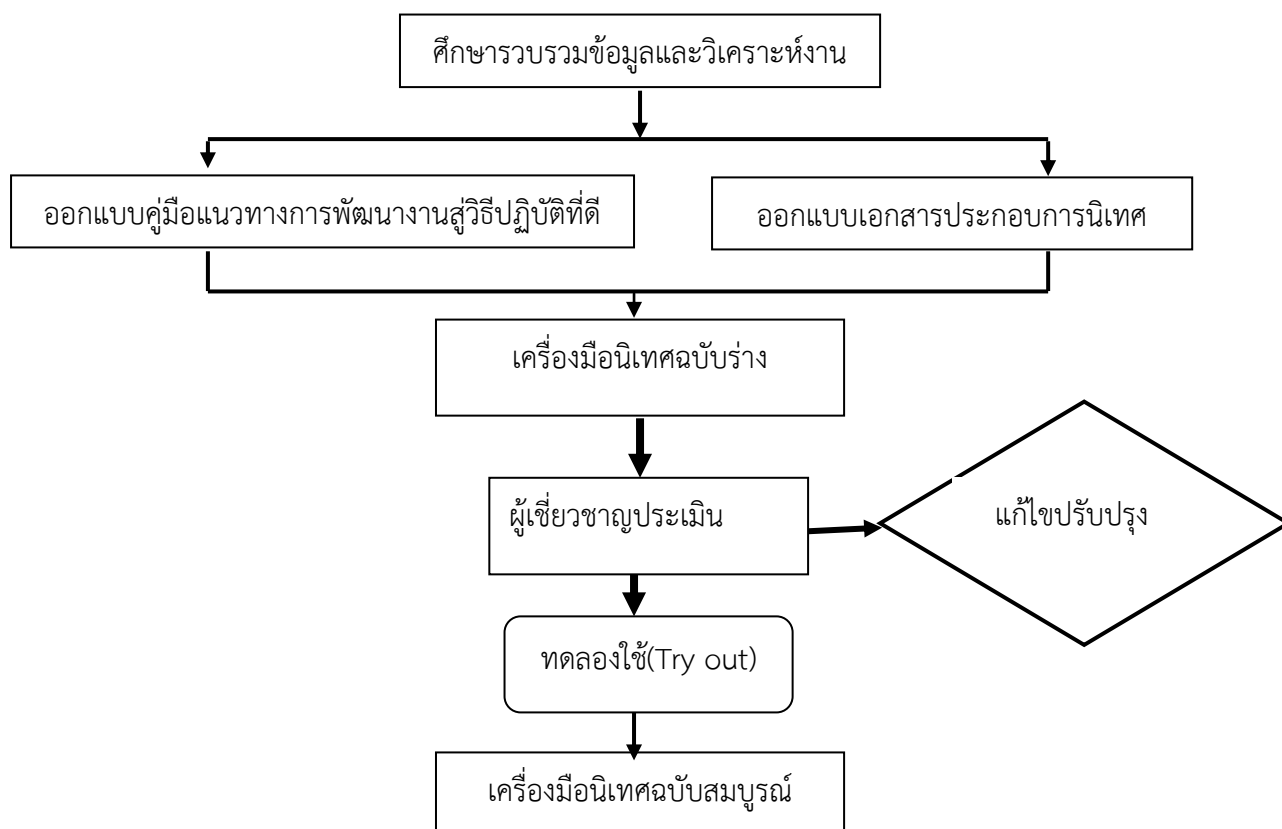 ศึกษารวบรวมข้อมูลและวิเคราะห์งาน
ออกแบบคู่มือแนวทางการพัฒนางานสู่วิธีปฏิบัติที่ดี
ออกแบบเอกสารประกอบการนิเทศ
เครื่องมือนิเทศฉบับร่าง
ผู้เชี่ยวชาญประเมิน
แก้ไขปรับปรุง
ทดลองใช้(Try out)
เครื่องมือนิเทศฉบับสมบูรณ์